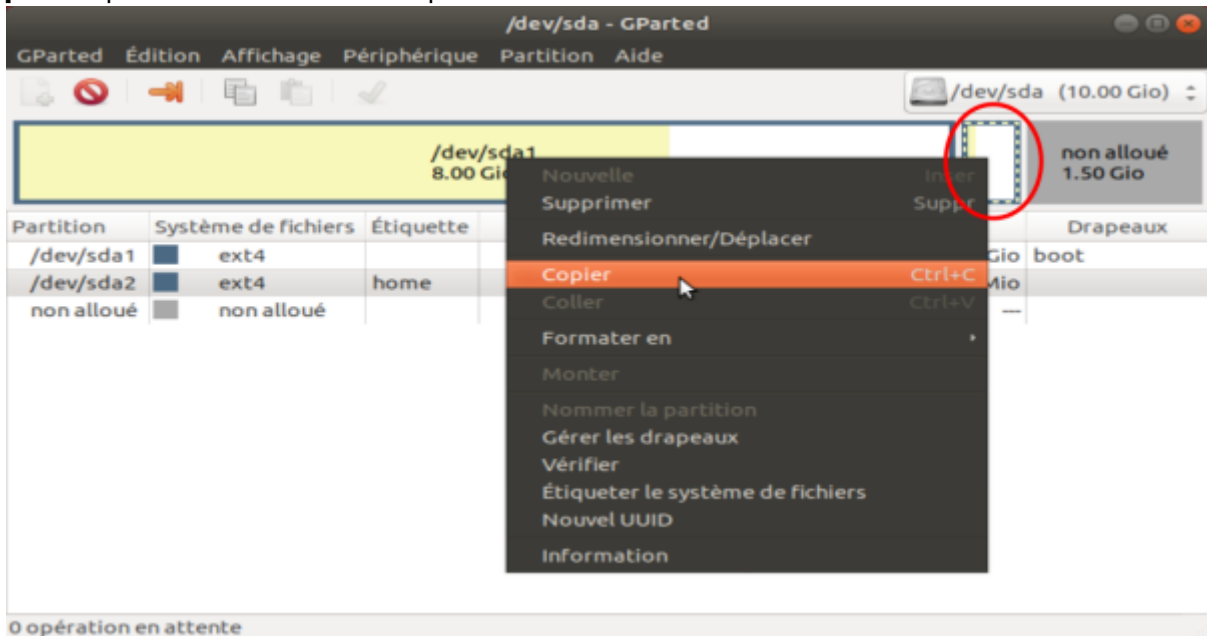 /dev/sda - GParted
GParted Édition Affichage Périphérique Partition Aide
/dev/sda (10.00 Gio)
/dev/sda1
8.00 Gio
non alloué
1.50 Gio
Nouvelle Inser
Supprimer Suppr
Redimensionner/Déplacer
Copier Ctrl+C
Coller Ctrl+V
Formater en
Monter
Nommer la partition
Gérer les drapeaux
Vérifier
Étiqueter le système de fichiers
Nouvel UUID
Information
Partition Système de fichiers Étiquette Drapeaux
/dev/sda1 ext4 Gio boot
/dev/sda2 ext4 home Mio
non alloué non alloué ---
0 opération en attente